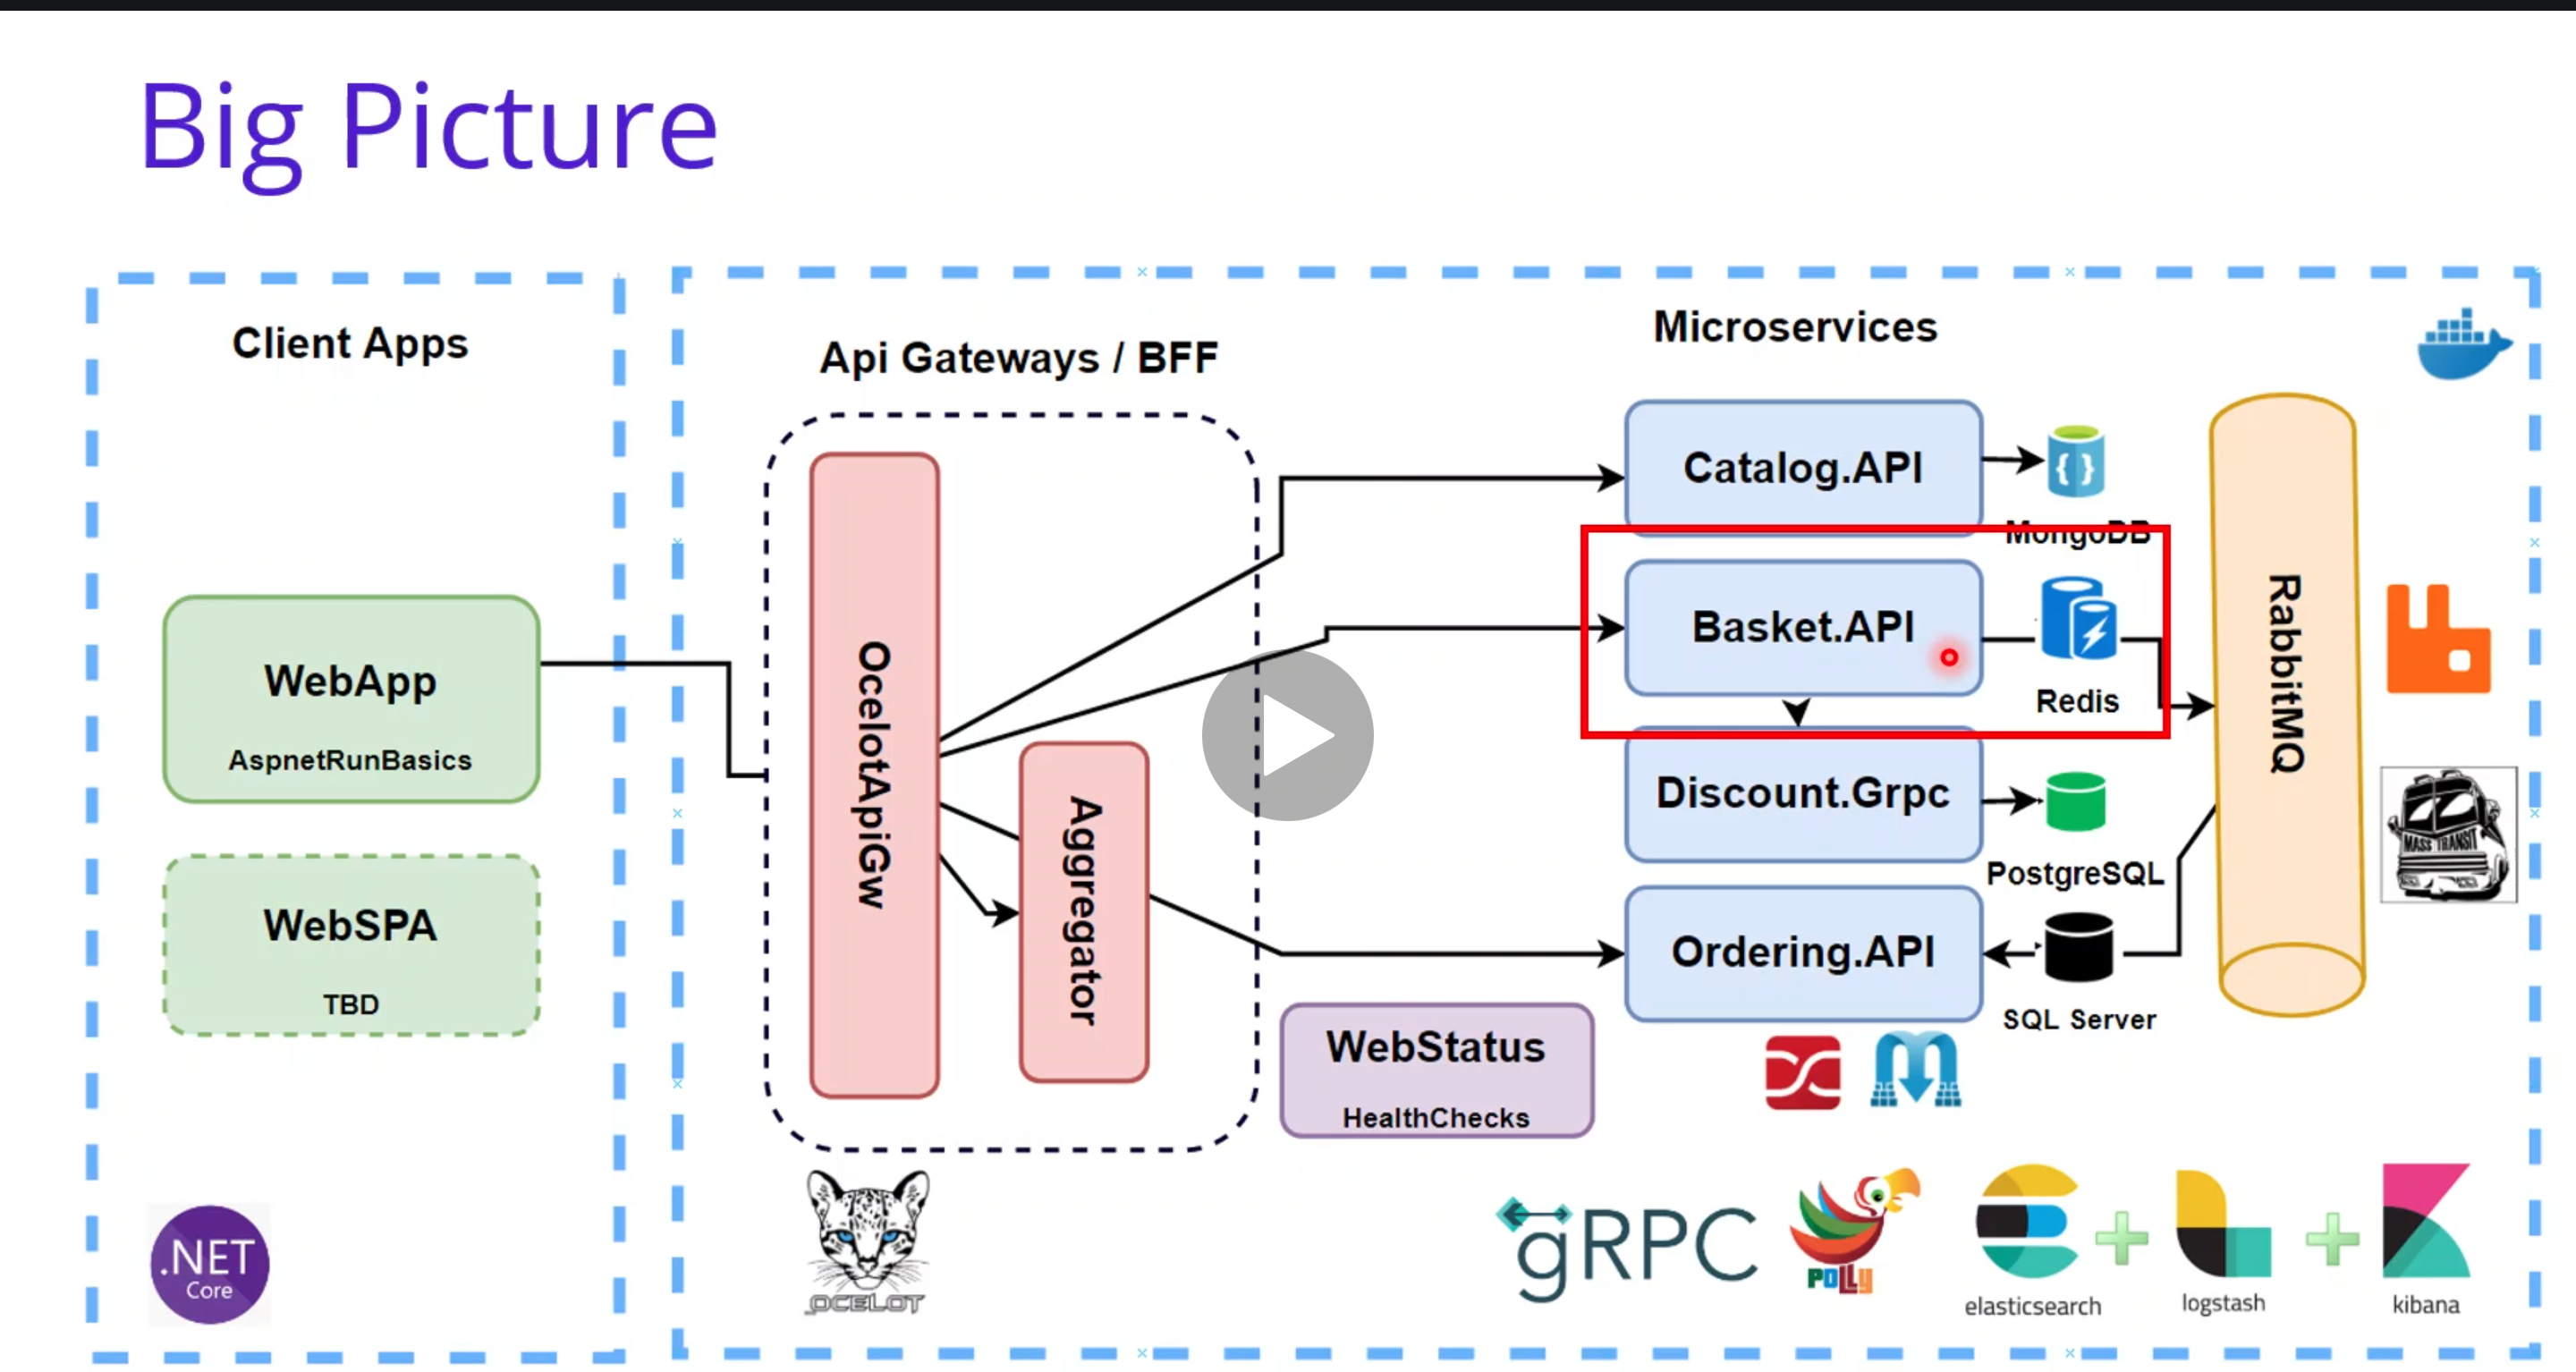 Big Picture
Client Apps
WebApp
AspnetRunBasics
WebSPA
TBD
.NET
Core
Api Gateways / BFF
OcelotApiGw
Aggregator
OCELOT
Microservices
Catalog.API
MongoDB
Basket.API
Redis
Discount.Grpc
PostgreSQL
Ordering.API
SQL Server
WebStatus
HealthChecks
RabbitMQ
MASS TRANSIT
gRPC
POLLY
elasticsearch
logstash
kibana